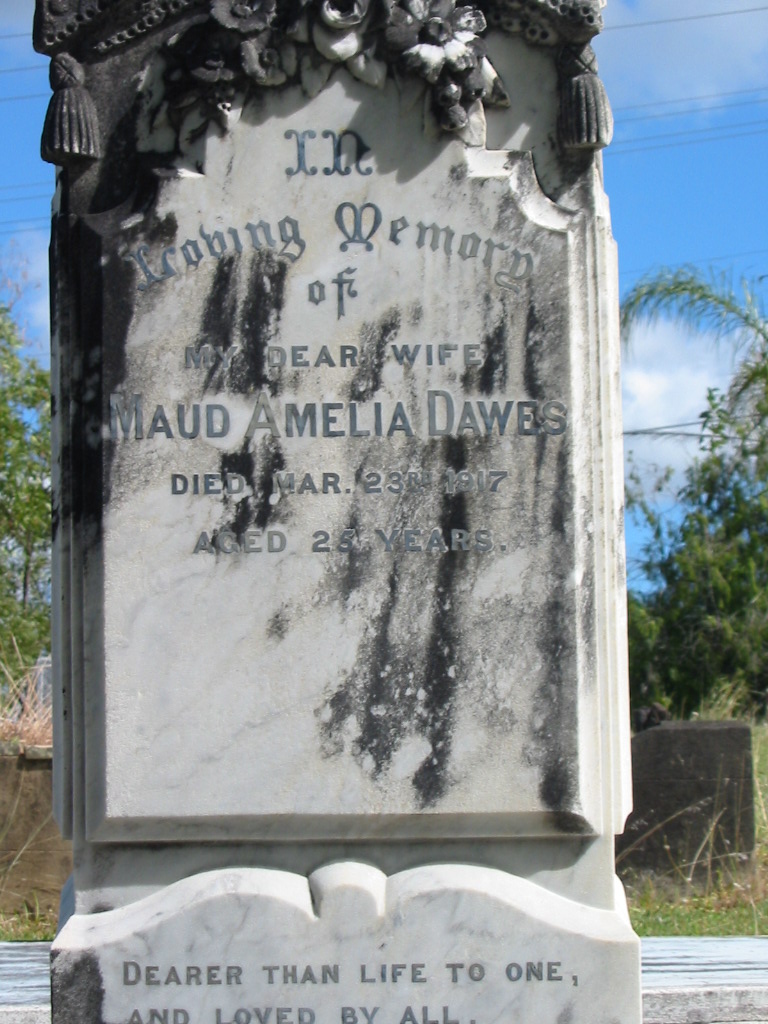 In
Loving Memory
of
MY DEAR WIFE
MAUD AMELIA DAWES
DIED MAR. 23RD 1917
AGED 25 YEARS.
DEARER THAN LIFE TO ONE,
AND LOVED BY ALL.